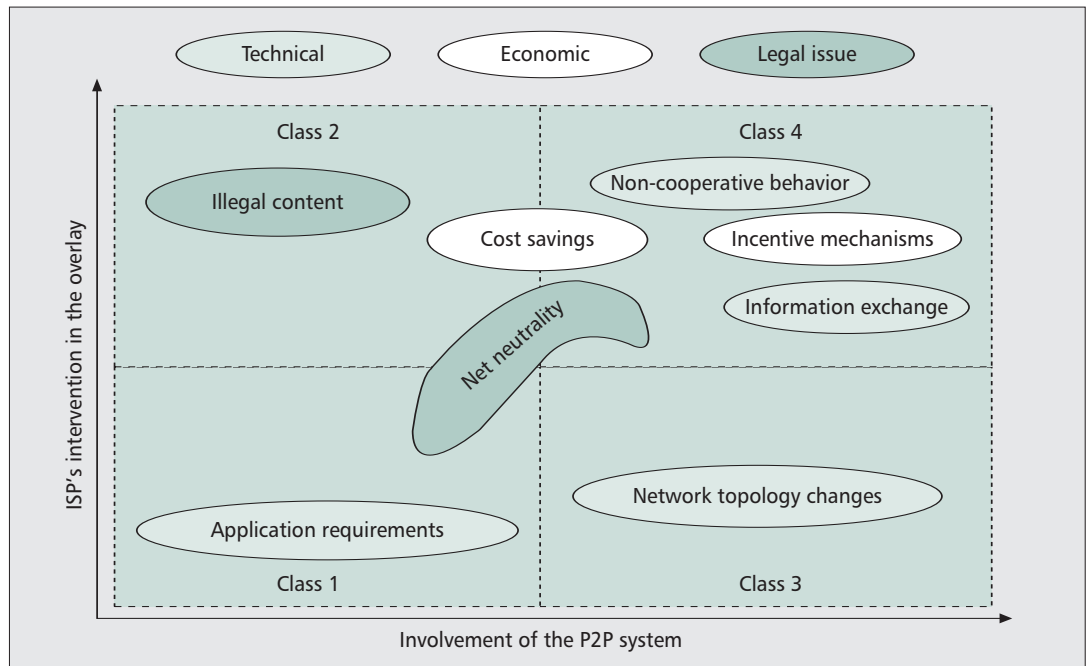 Technical
Economic
Legal issue
Class 2
Class 4
Illegal content
Non-cooperative behavior
Cost savings
Incentive mechanisms
Information exchange
Net neutrality
Network topology changes
Application requirements
Class 1
Class 3
ISP's intervention in the overlay
Involvement of the P2P system